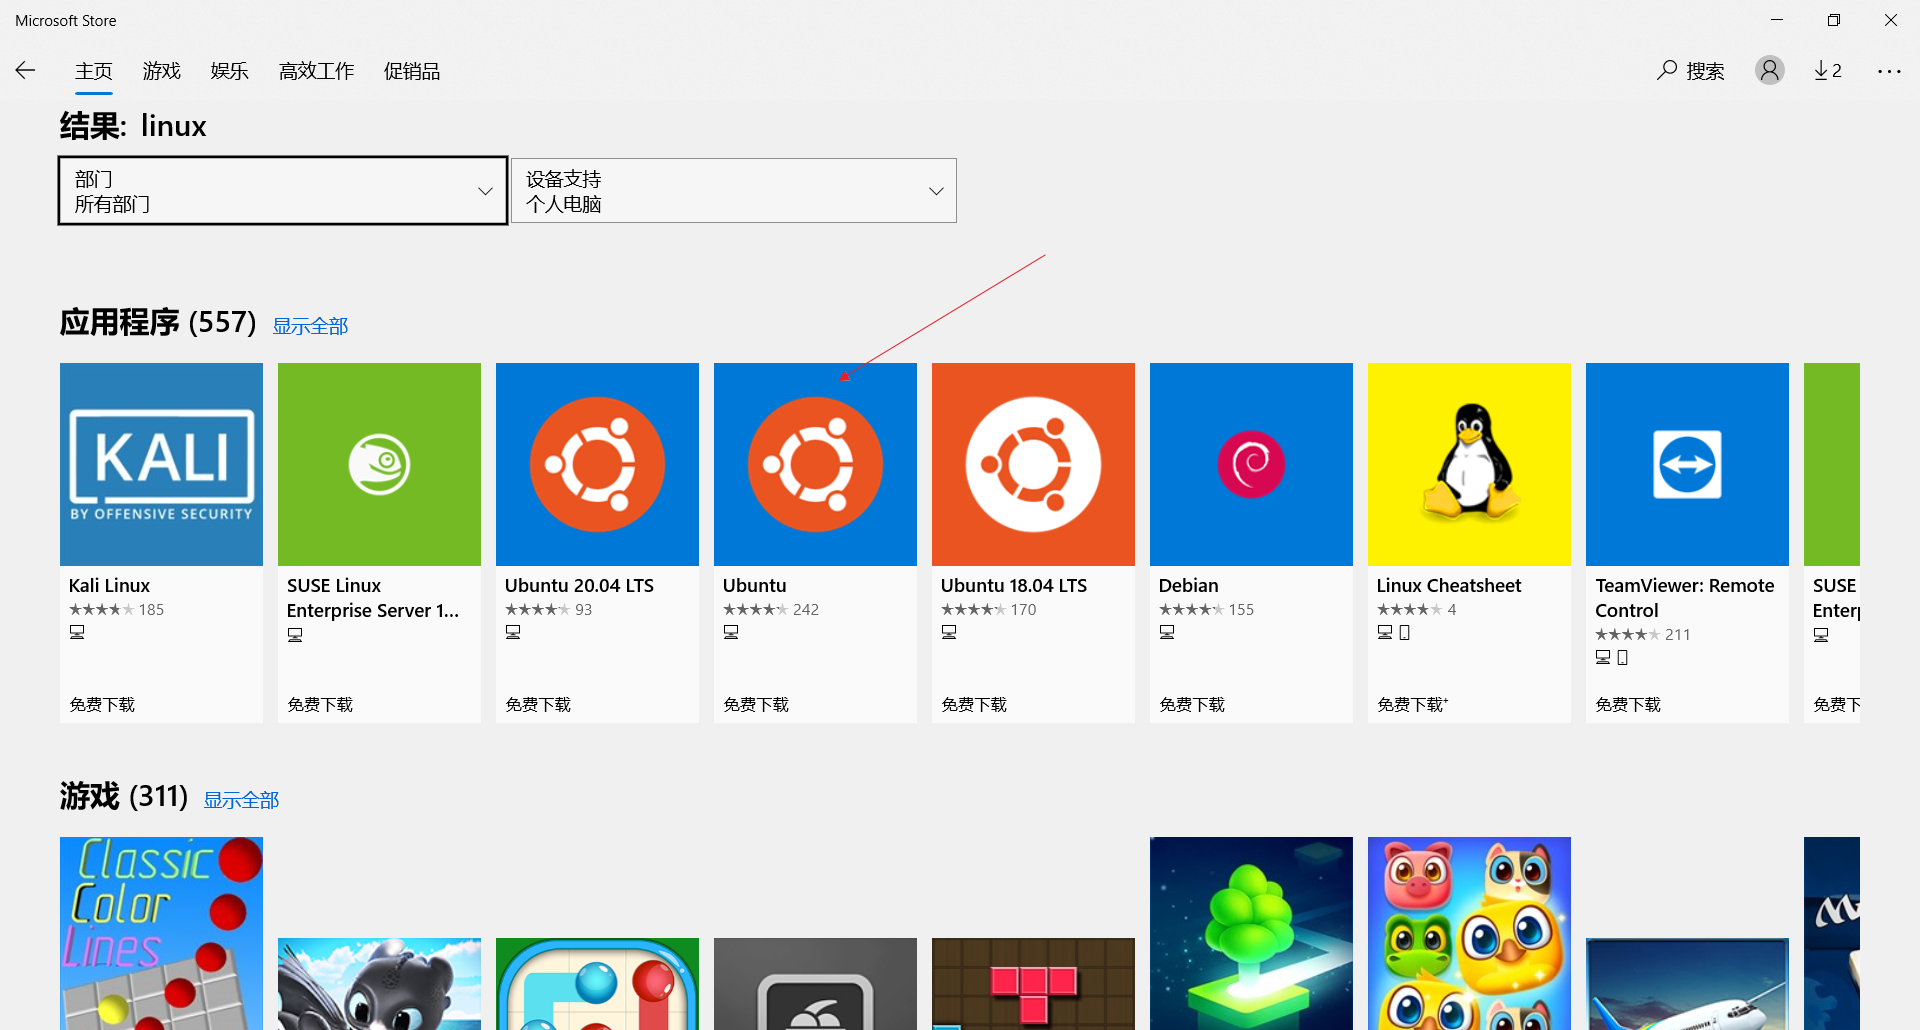 Microsoft Store
主页 游戏 娱乐 高效工作 促销品
搜索 2
结果: linux
部门
所有部门
设备支持
个人电脑
应用程序 (557) 显示全部
KALI
BY OFFENSIVE SECURITY
Kali Linux
185
免费下载
SUSE Linux
Enterprise Server 1...
免费下载
Ubuntu 20.04 LTS
93
免费下载
Ubuntu
242
免费下载
Ubuntu 18.04 LTS
170
免费下载
Debian
155
免费下载
Linux Cheatsheet
4
免费下载+
TeamViewer: Remote
Control
211
免费下载
SUSE
Enter
免费下
游戏 (311) 显示全部
Classic
Color
Lines